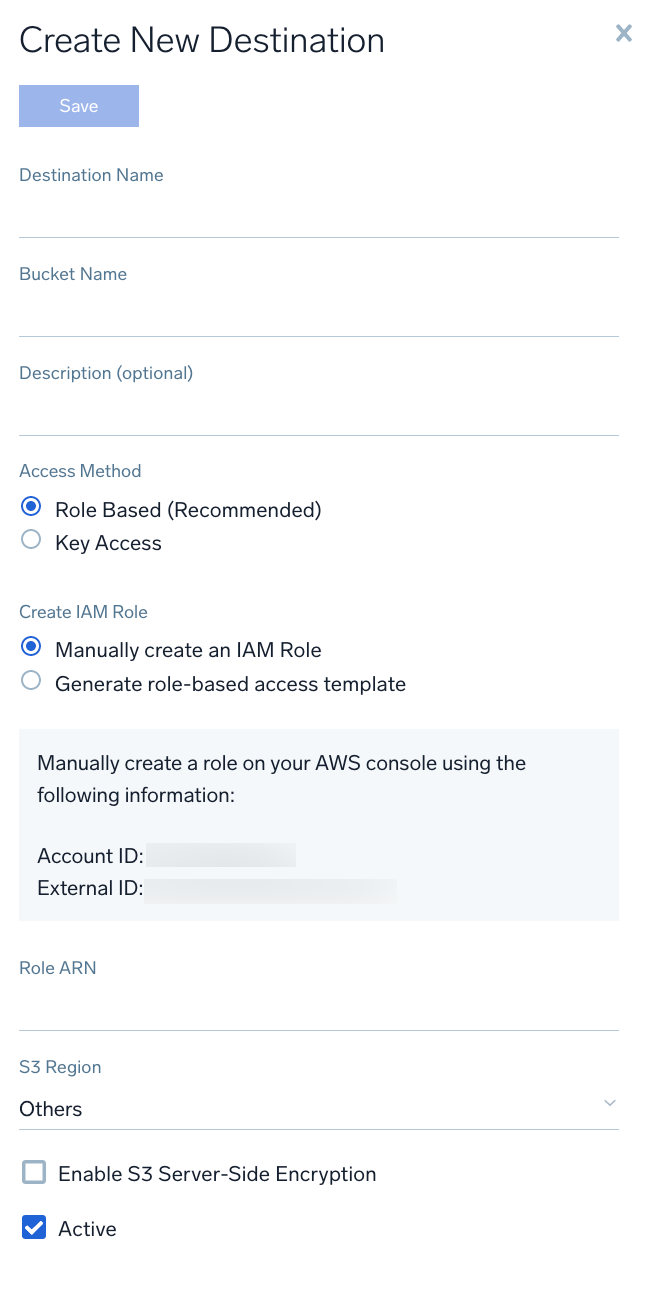 Create New Destination
Save
Destination Name
Bucket Name
Description (optional)
Access Method
Role Based (Recommended)
Key Access
Create IAM Role
Manually create an IAM Role
Generate role-based access template
Manually create a role on your AWS console using the
following information:
Account ID:
External ID:
Role ARN
S3 Region
Others
Enable S3 Server-Side Encryption
Active